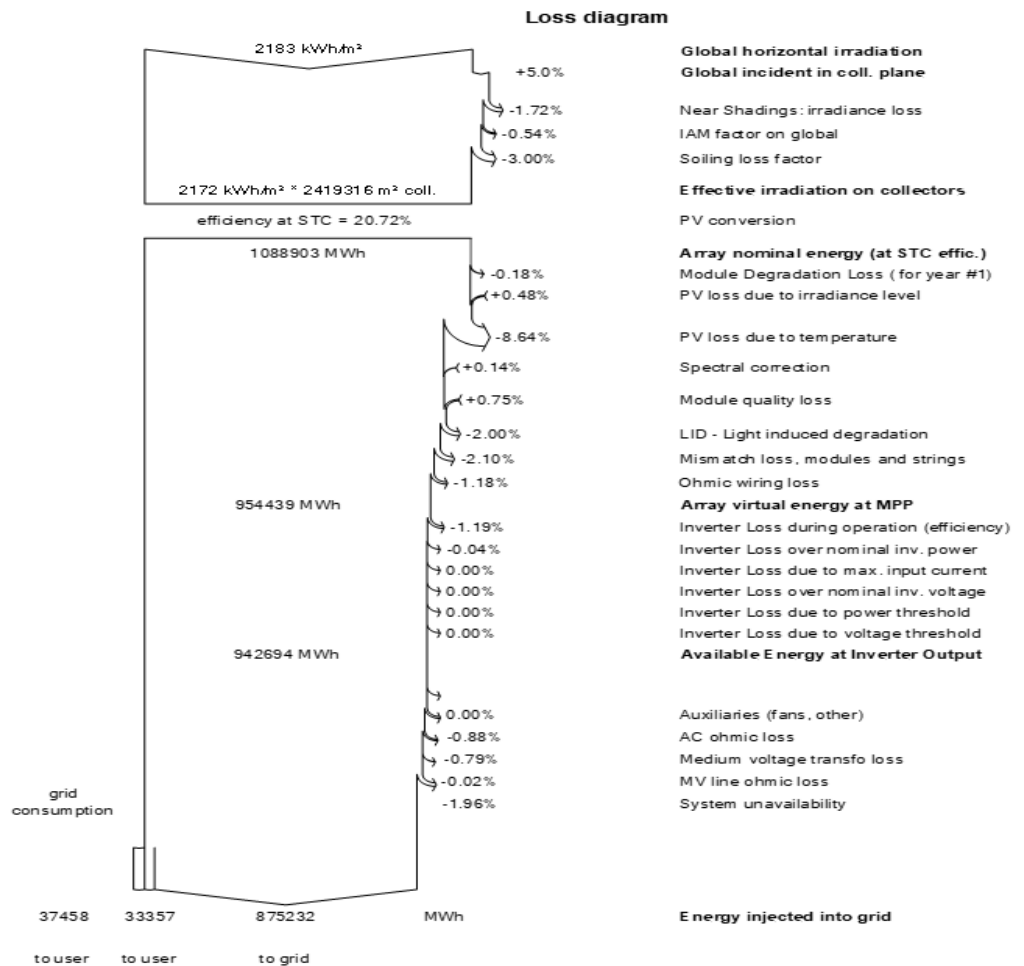 Loss diagram
2183 kWh/m² Global horizontal irradiation
+5.0% Global incident in coll. plane
-1.72% Near Shadings: irradiance loss
-0.54% IAM factor on global
-3.00% Soiling loss factor
2172 kWh/m² * 2419316 m² coll. Effective irradiation on collectors
efficiency at STC = 20.72% PV conversion
1088903 MWh Array nominal energy (at STC effic.)
-0.18% Module Degradation Loss ( for year #1)
+0.48% PV loss due to irradiance level
-8.64% PV loss due to temperature
+0.14% Spectral correction
+0.75% Module quality loss
-2.00% LID - Light induced degradation
-2.10% Mismatch loss, modules and strings
-1.18% Ohmic wiring loss
954439 MWh Array virtual energy at MPP
-1.19% Inverter Loss during operation (efficiency)
-0.04% Inverter Loss over nominal inv. power
0.00% Inverter Loss due to max. input current
0.00% Inverter Loss over nominal inv. voltage
0.00% Inverter Loss due to power threshold
0.00% Inverter Loss due to voltage threshold
942694 MWh Available Energy at Inverter Output
0.00% Auxiliaries (fans, other)
-0.88% AC ohmic loss
-0.79% Medium voltage transfo loss
-0.02% MV line ohmic loss
-1.96% System unavailability
grid
consumption
37458 33357 875232 MWh Energy injected into grid
to user to user to grid